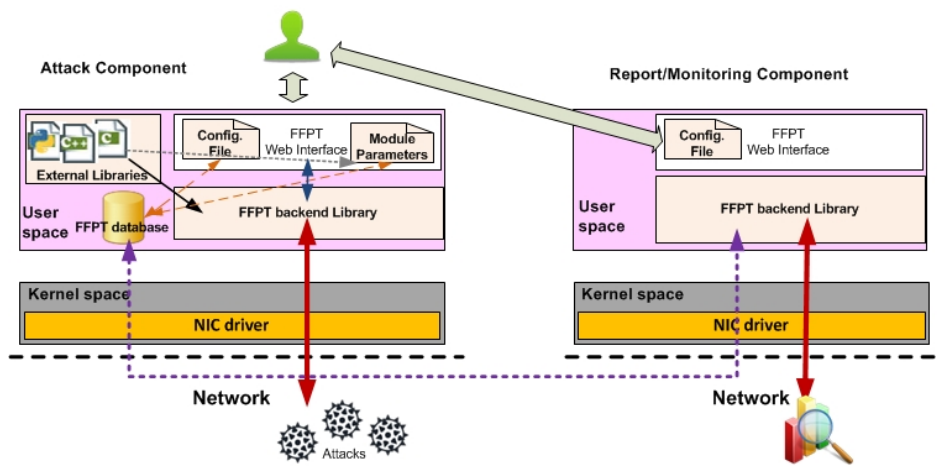 Attack Component
Report/Monitoring Component
Config.
File
FFPT
Web Interface
Module
Parameters
C++
C
External Libraries
User
space
FFPT database
FFPT backend Library
Kernel space
NIC driver
Network
Attacks
Config.
File
FFPT
Web Interface
User
space
FFPT backend Library
Kernel space
NIC driver
Network